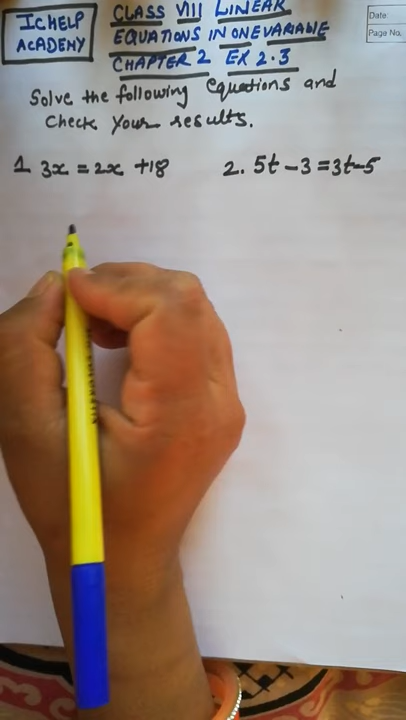 ICHELP
ACADEMY
CLASS VIII LINEAR
EQUATIONS IN ONE VARIABLE
CHAPTER 2 EX 2.3
Date
Page No.
Solve the following equations and
check your results.
1. 3x = 2x + 18
2. 5t - 3 = 3t - 5